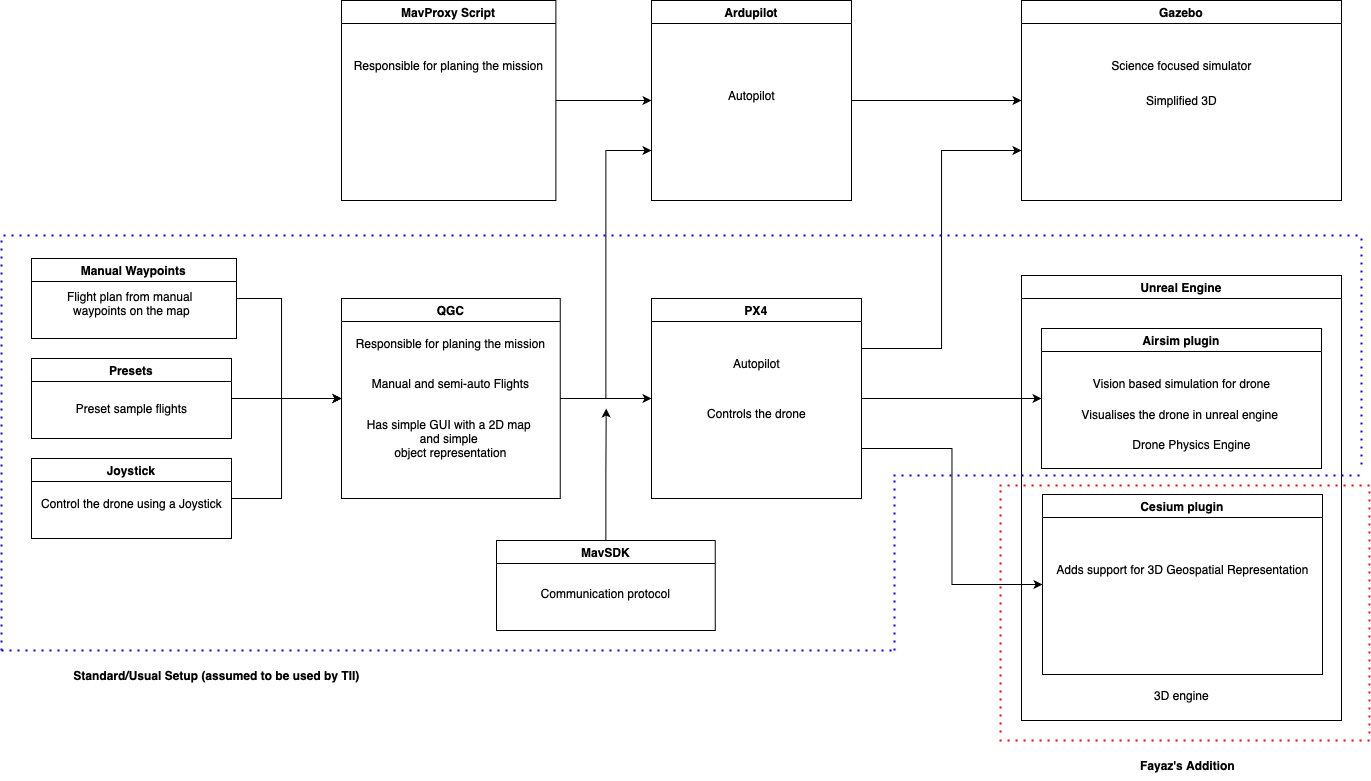 MavProxy Script
Responsible for planing the mission
Ardupilot
Autopilot
Gazebo
Science focused simulator
Simplified 3D
Manual Waypoints
Flight plan from manual
waypoints on the map
Presets
Preset sample flights
Joystick
Control the drone using a Joystick
QGC
Responsible for planing the mission
Manual and semi-auto Flights
Has simple GUI with a 2D map
and simple
object representation
PX4
Autopilot
Controls the drone
MavSDK
Communication protocol
Unreal Engine
Airsim plugin
Vision based simulation for drone
Visualises the drone in unreal engine
Drone Physics Engine
Cesium plugin
Adds support for 3D Geospatial Representation
3D engine
Standard/Usual Setup (assumed to be used by TII)
Fayaz's Addition